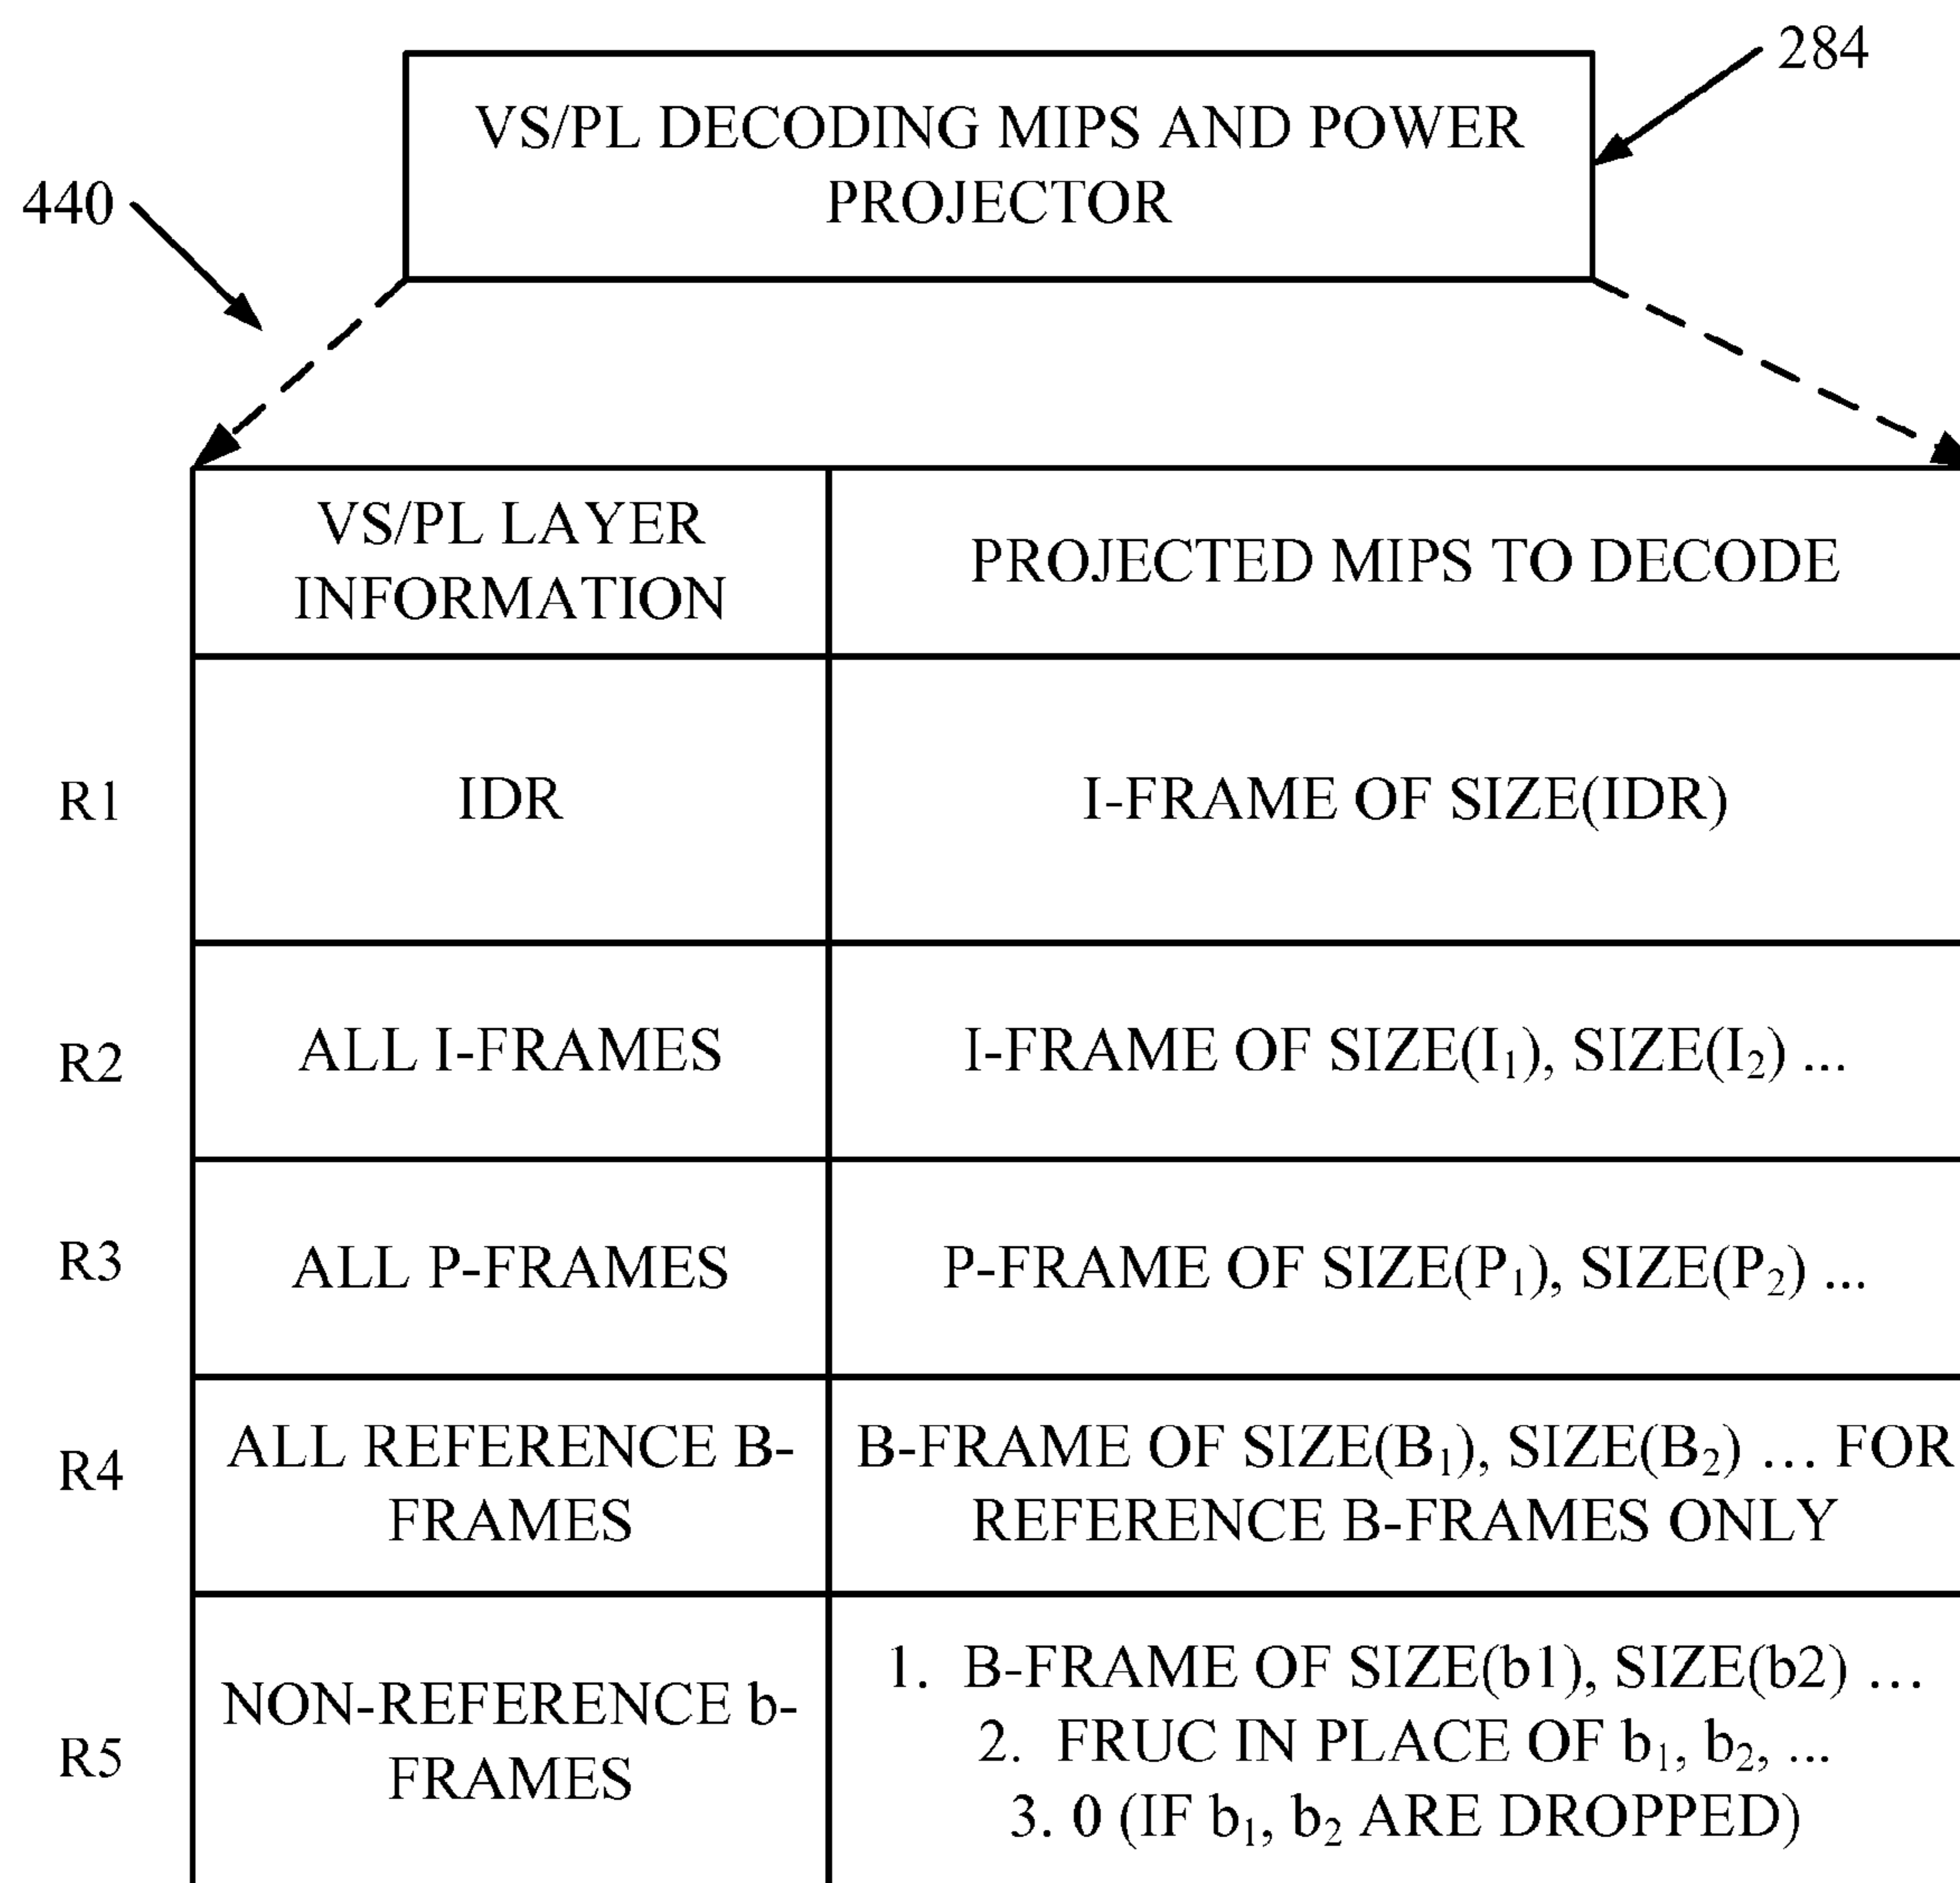 284
VS/PL DECODING MIPS AND POWER
PROJECTOR
440
VS/PL LAYER
INFORMATION
PROJECTED MIPS TO DECODE
R1
IDR
I-FRAME OF SIZE(IDR)
R2
ALL I-FRAMES
I-FRAME OF SIZE(I₁), SIZE(I₂) ...
R3
ALL P-FRAMES
P-FRAME OF SIZE(P₁), SIZE(P₂) ...
R4
ALL REFERENCE B-
FRAMES
B-FRAME OF SIZE(B₁), SIZE(B₂) ... FOR
REFERENCE B-FRAMES ONLY
R5
NON-REFERENCE b-
FRAMES
1. B-FRAME OF SIZE(b1), SIZE(b2) ...
2. FRUC IN PLACE OF b₁, b₂, ...
3. 0 (IF b₁, b₂ ARE DROPPED)